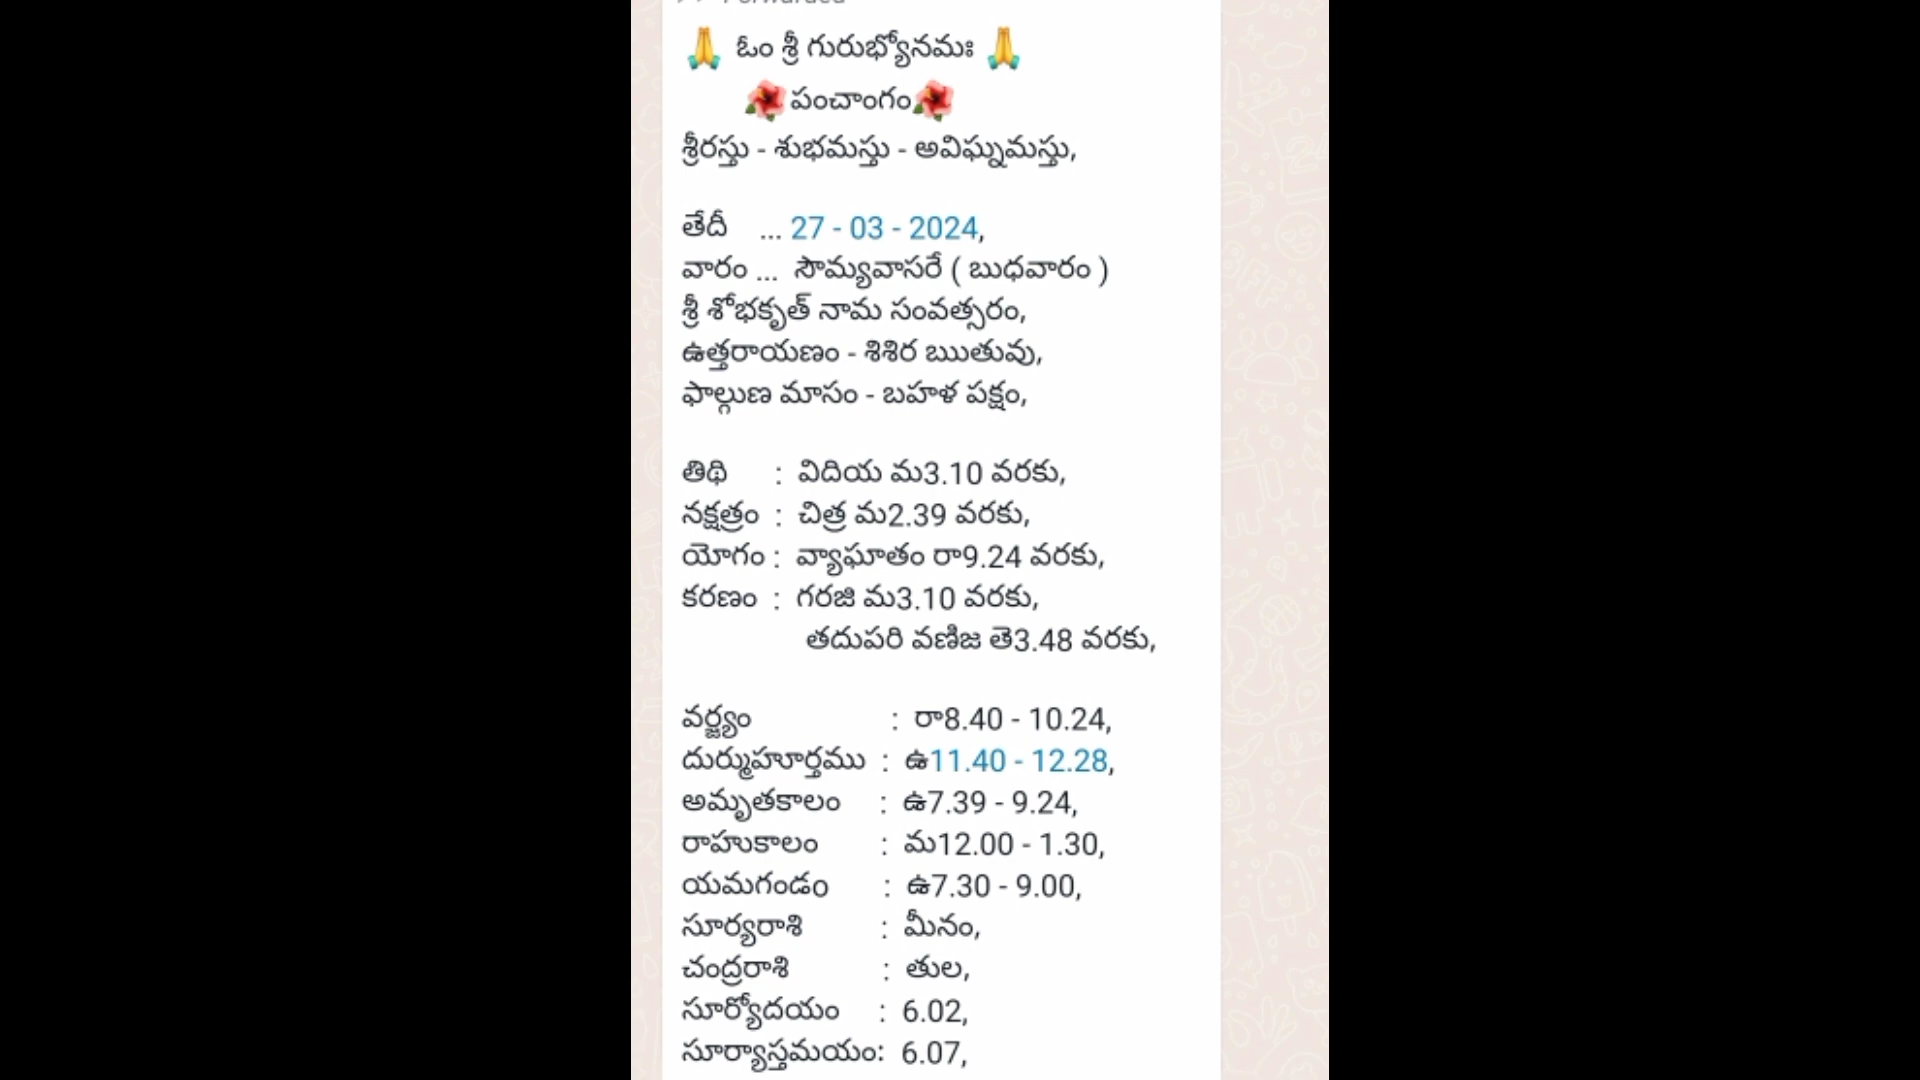 🙏 ఓం శ్రీ గురుభ్యోనమః 🙏
🌺పంచాంగం🌺
శ్రీరస్తు - శుభమస్తు - అవిఘ్నమస్తు,
తేదీ ... 27 - 03 - 2024,
వారం ... సౌమ్యవాసరే ( బుధవారం )
శ్రీ శోభకృత్ నామ సంవత్సరం,
ఉత్తరాయణం - శిశిర ఋతువు,
ఫాల్గుణ మాసం - బహళ పక్షం,
తిథి : విదియ మ3.10 వరకు,
నక్షత్రం : చిత్ర మ2.39 వరకు,
యోగం : వ్యాఘాతం రా9.24 వరకు,
కరణం : గరజి మ3.10 వరకు,
తదుపరి వణిజ తె3.48 వరకు,
వర్జ్యం : రా8.40 - 10.24,
దుర్ముహూర్తము : ఉ11.40 - 12.28,
అమృతకాలం : ఉ7.39 - 9.24,
రాహుకాలం : మ12.00 - 1.30,
యమగండం : ఉ7.30 - 9.00,
సూర్యరాశి : మీనం,
చంద్రరాశి : తుల,
సూర్యోదయం : 6.02,
సూర్యాస్తమయం: 6.07,